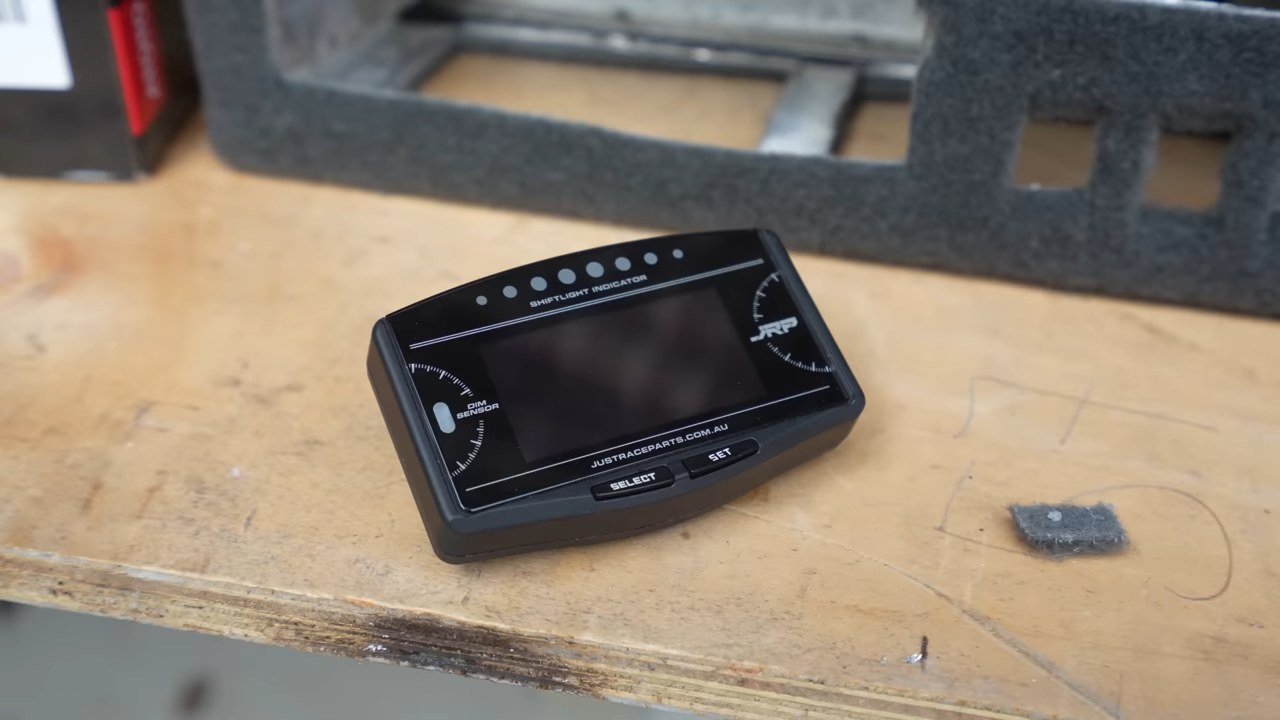 SHIFTLIGHT INDICATOR
JRP
DIM
SENSOR
JUSTRACEPARTS.COM.AU
SELECT
SET